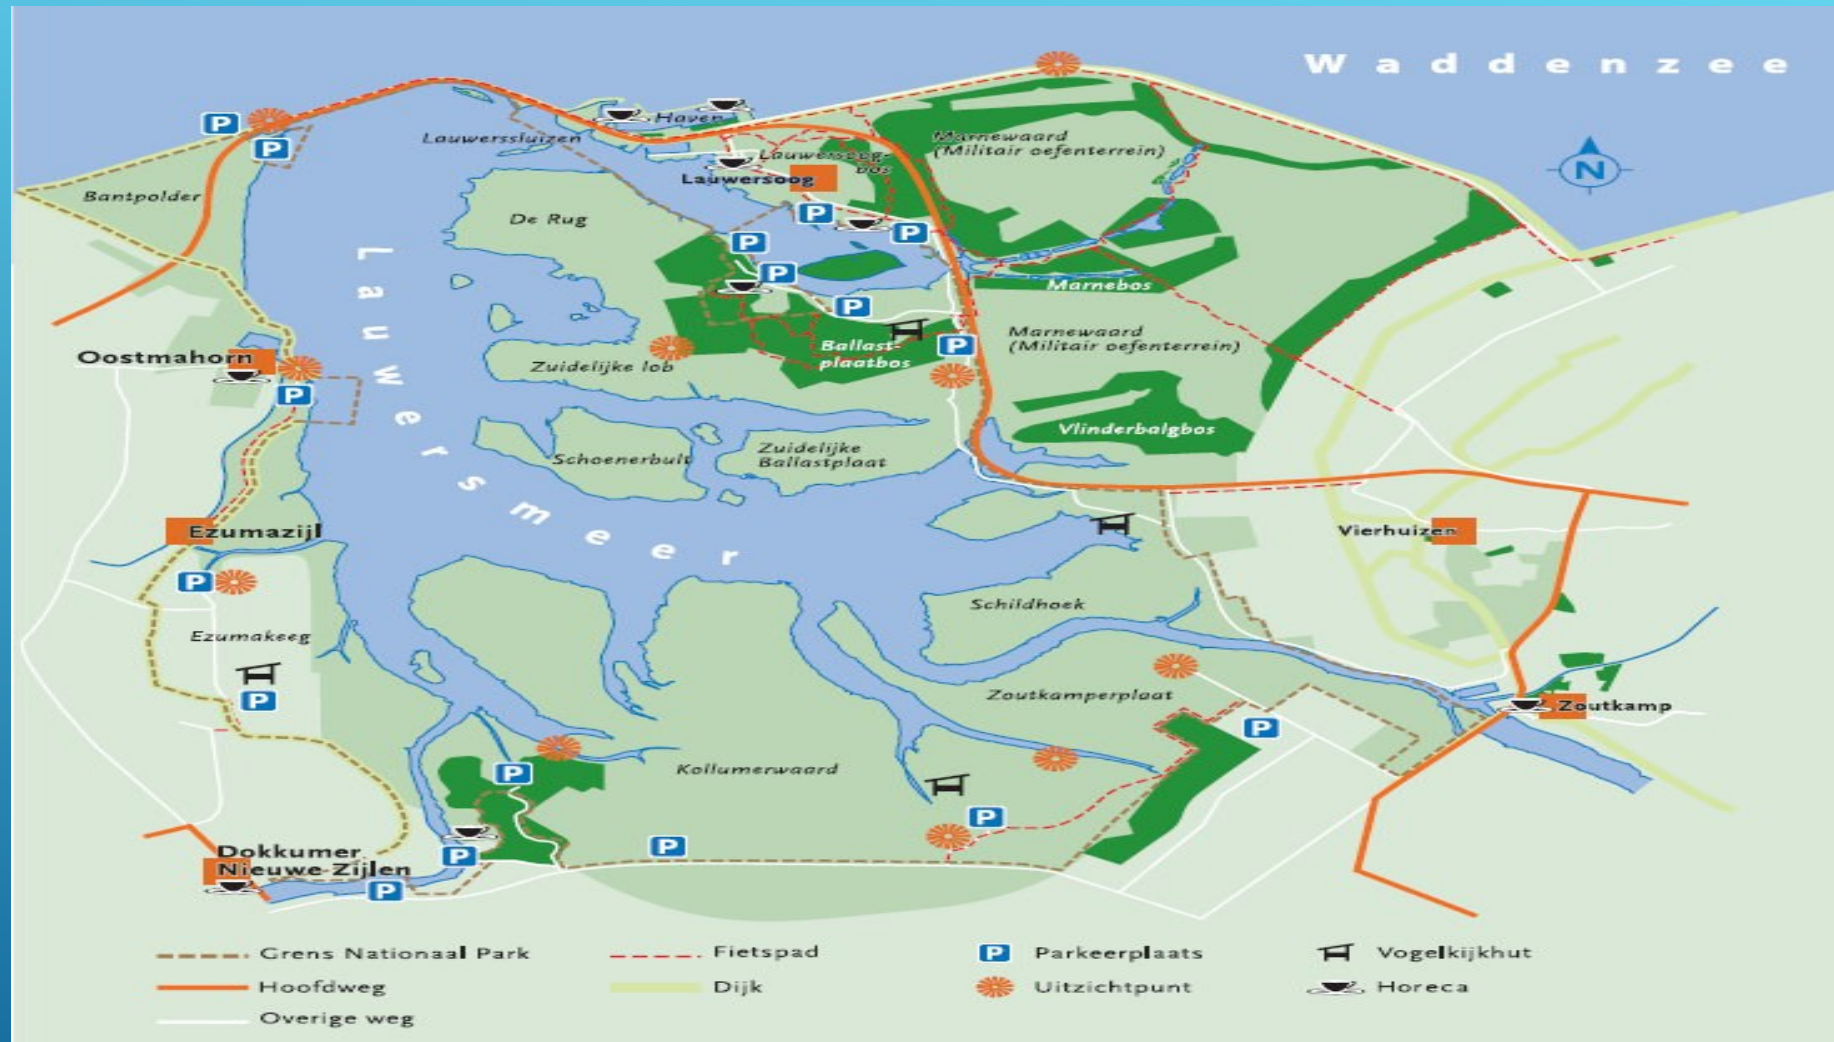 Waddenzee
P
Haven
Lauwerssluizen
P
Marnewaard
(Militair oefenterrein)
Lauwersoog-
bos
Lauwersoog
N
Bantpolder
De Rug
P
P
P
P
Lauwersmeer
Marnebos
P
Marnewaard
(Militair oefenterrein)
Ballast-
plaatbos
P
Oostmahorn
Zuidelijke lob
P
Vlinderbalgbos
Schoenerbult
Zuidelijke
Ballastplaat
Ezumazijl
Vierhuizen
P
Schildhoek
Ezumakeeg
P
Zoutkamperplaat
Zoutkamp
P
Kollumerwaard
P
P
P
Dokkumer
Nieuwe Zijlen
P
P
Grens Nationaal Park
Fietspad
P Parkeerplaats
Vogelkijkhut
Hoofdweg
Dijk
Uitzichtpunt
Horeca
Overige weg